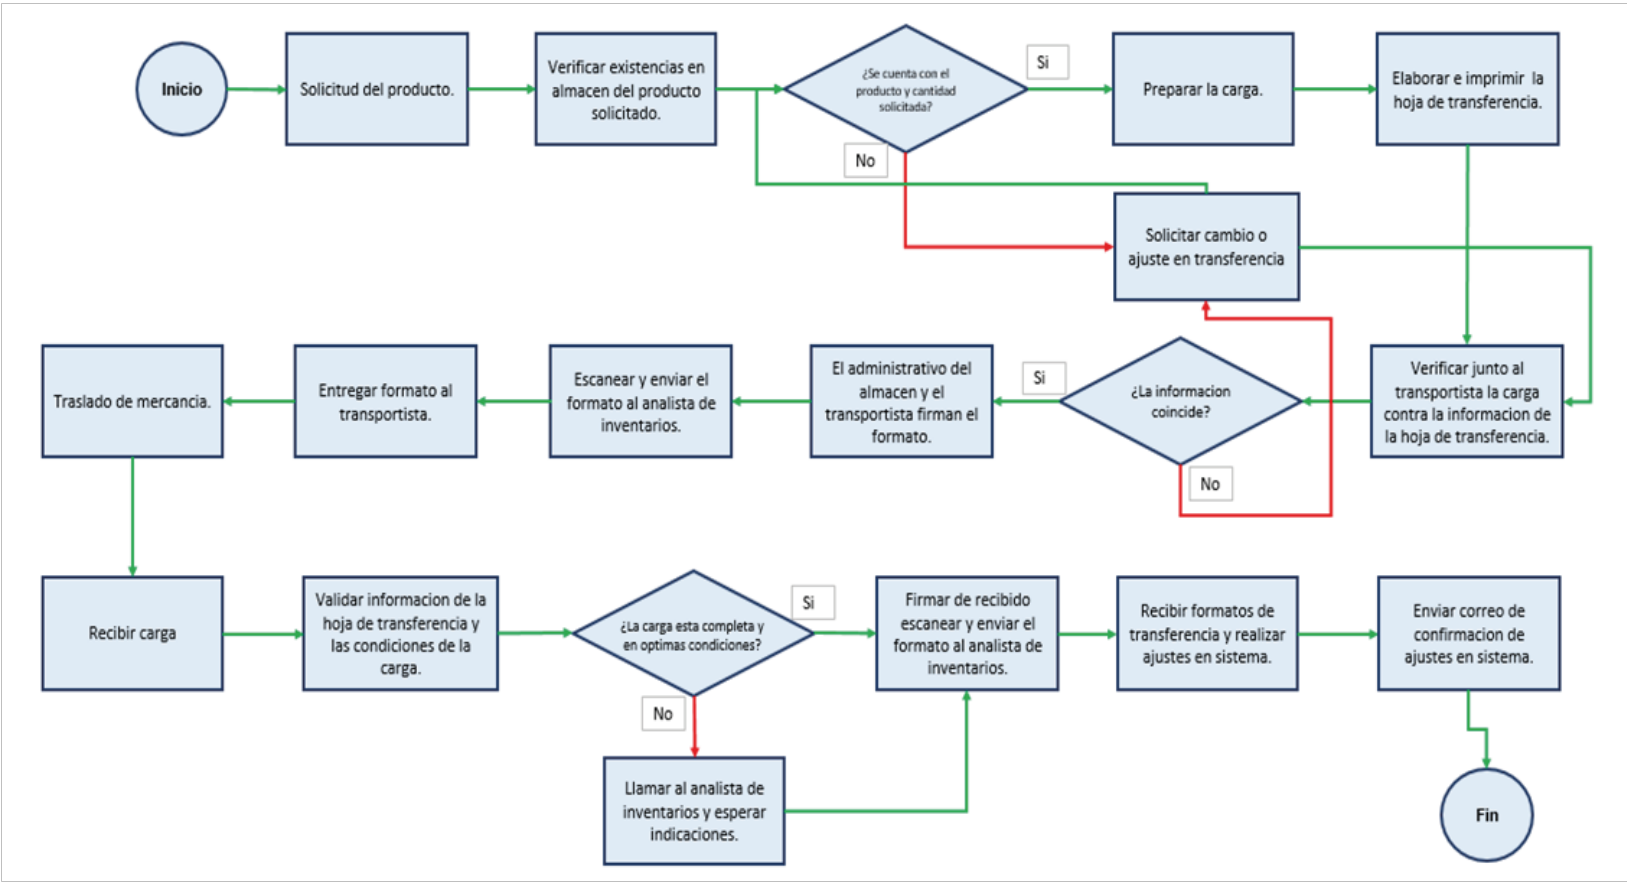 Inicio
Solicitud del producto.
Verificar existencias en
almacen del producto
solicitado.
¿Se cuenta con el
producto y cantidad
solicitada?
Si
No
Preparar la carga.
Elaborar e imprimir la
hoja de transferencia.
Solicitar cambio o
ajuste en transferencia
Verificar junto al
transportista la carga
contra la informacion de
la hoja de transferencia.
¿La informacion
coincide?
Si
No
El administrativo del
almacen y el
transportista firman el
formato.
Escanear y enviar el
formato al analista de
inventarios.
Entregar formato al
transportista.
Traslado de mercancia.
Recibir carga
Validar informacion de la
hoja de transferencia y
las condiciones de la
carga.
¿La carga esta completa y
en optimas condiciones?
Si
No
Llamar al analista de
inventarios y esperar
indicaciones.
Firmar de recibido
escanear y enviar el
formato al analista de
inventarios.
Recibir formatos de
transferencia y realizar
ajustes en sistema.
Enviar correo de
confirmacion de
ajustes en sistema.
Fin